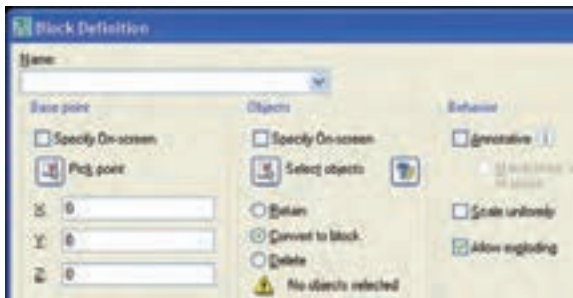 Block Definition
Name:
Base point
Specify On-screen
Pick point
X: 0
Y: 0
Z: 0
Objects
Specify On-screen
Select objects
Retain
Convert to block
Delete
No objects selected
Behavior
Annotative
Scale uniformly
Allow exploding